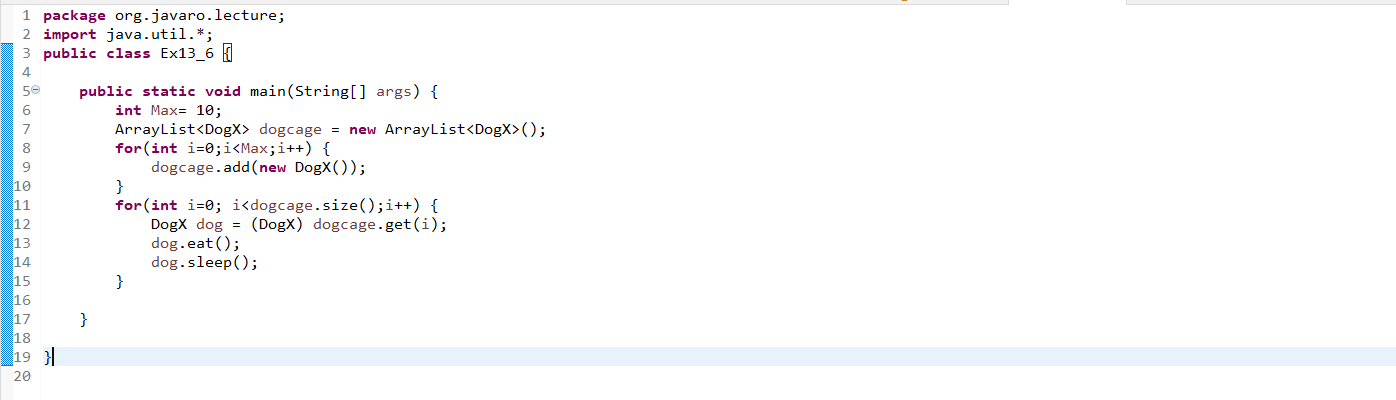 1 package org.javaro.lecture;
2 import java.util.*;
3 public class Ex13_6 {
4
5 public static void main(String[] args) {
6 int Max= 10;
7 ArrayList<DogX> dogcage = new ArrayList<DogX>();
8 for(int i=0;i<Max;i++) {
9 dogcage.add(new DogX());
10 }
11 for(int i=0; i<dogcage.size();i++) {
12 DogX dog = (DogX) dogcage.get(i);
13 dog.eat();
14 dog.sleep();
15 }
16
17 }
18
19 }
20